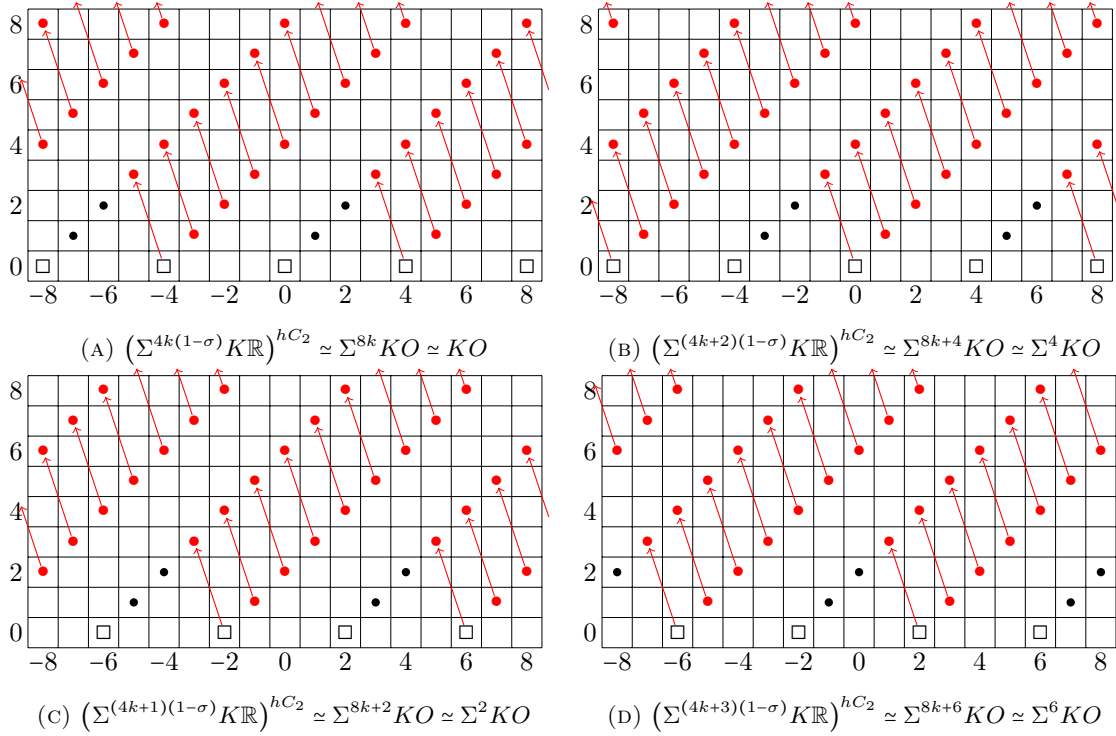 8
6
4
2
0
−8 −6 −4 −2 0 2 4 6 8
(A) (Σ^{4k(1−σ)}Kℝ)^{hC_2} ≃ Σ^{8k}KO ≃ KO
8
6
4
2
0
−8 −6 −4 −2 0 2 4 6 8
(B) (Σ^{(4k+2)(1−σ)}Kℝ)^{hC_2} ≃ Σ^{8k+4}KO ≃ Σ^4KO
8
6
4
2
0
−8 −6 −4 −2 0 2 4 6 8
(C) (Σ^{(4k+1)(1−σ)}Kℝ)^{hC_2} ≃ Σ^{8k+2}KO ≃ Σ^2KO
8
6
4
2
0
−8 −6 −4 −2 0 2 4 6 8
(D) (Σ^{(4k+3)(1−σ)}Kℝ)^{hC_2} ≃ Σ^{8k+6}KO ≃ Σ^6KO